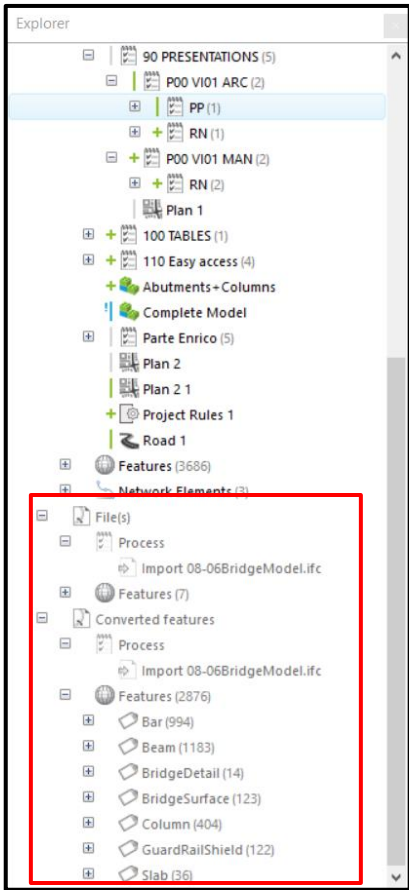 Explorer
90 PRESENTATIONS (5)
P00 VI01 ARC (2)
PP (1)
RN (1)
P00 VI01 MAN (2)
RN (2)
Plan 1
100 TABLES (1)
110 Easy access (4)
Abutments+Columns
Complete Model
Parte Enrico (5)
Plan 2
Plan 2 1
Project Rules 1
Road 1
Features (3686)
Network Elements (3)
File(s)
Process
Import 08-06BridgeModel.ifc
Features (7)
Converted features
Process
Import 08-06BridgeModel.ifc
Features (2876)
Bar (994)
Beam (1183)
BridgeDetail (14)
BridgeSurface (123)
Column (404)
GuardRailShield (122)
Slab (36)